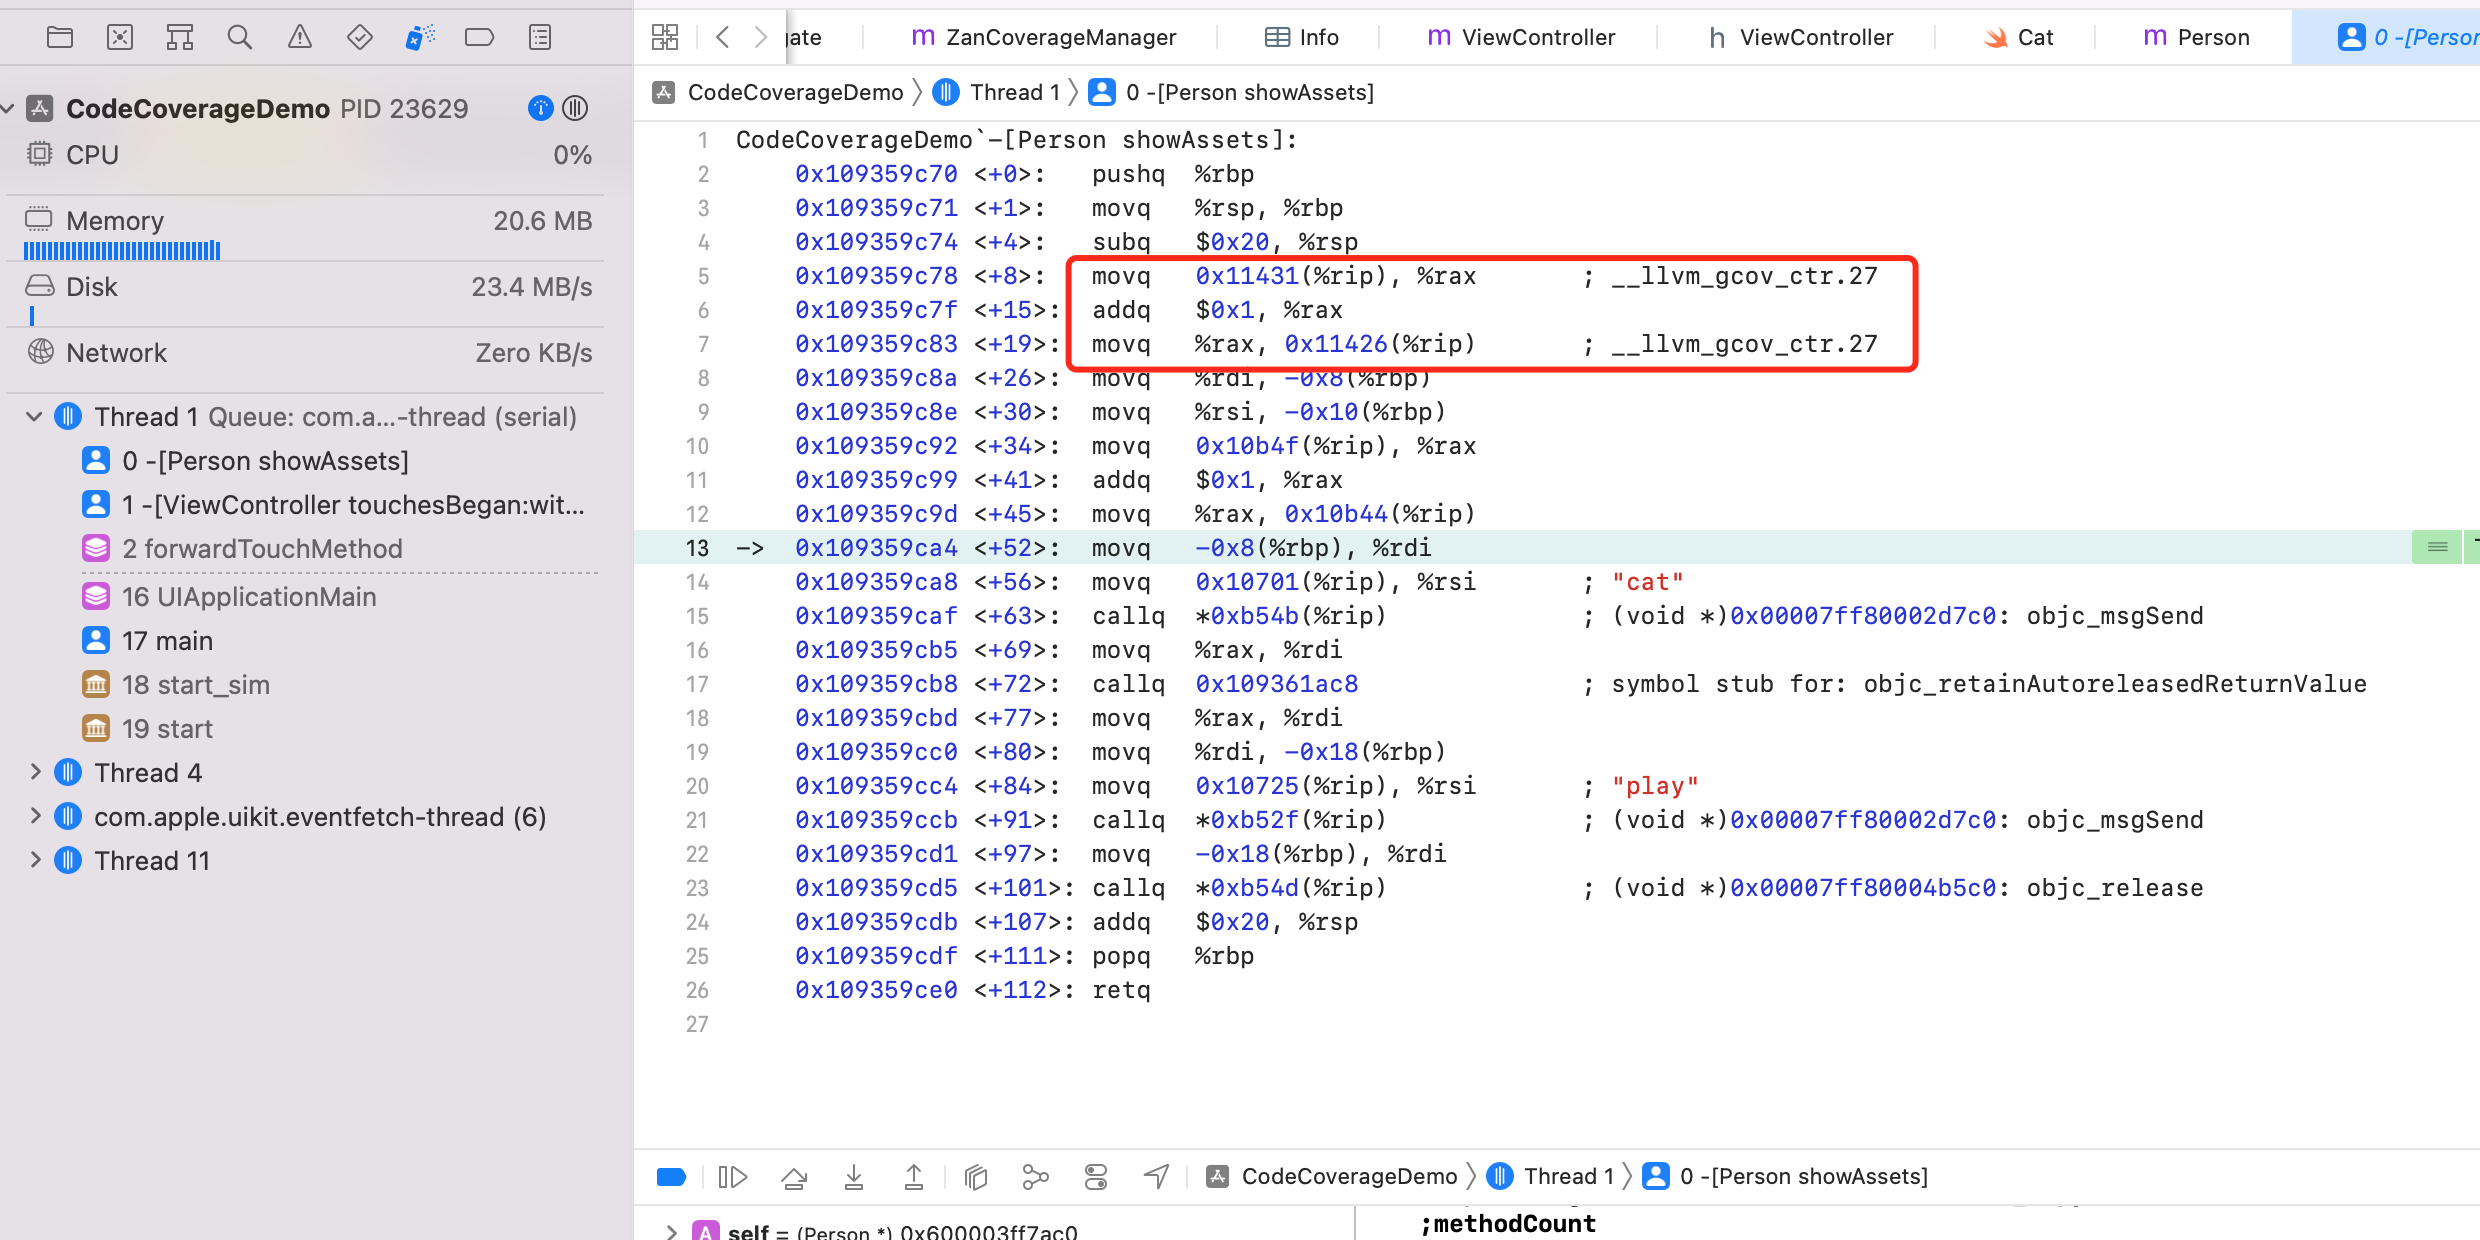 CodeCoverageDemo PID 23629
CPU 0%
Memory 20.6 MB
Disk 23.4 MB/s
Network Zero KB/s
Thread 1 Queue: com.a...-thread (serial)
0 -[Person showAssets]
1 -[ViewController touchesBegan:wit...
2 forwardTouchMethod
16 UIApplicationMain
17 main
18 start_sim
19 start
Thread 4
com.apple.uikit.eventfetch-thread (6)
Thread 11
gate m ZanCoverageManager Info m ViewController h ViewController Cat m Person 0 -[Person
CodeCoverageDemo 〉 Thread 1 〉 0 -[Person showAssets]
1 CodeCoverageDemo`-[Person showAssets]:
2 0x109359c70 <+0>: pushq %rbp
3 0x109359c71 <+1>: movq %rsp, %rbp
4 0x109359c74 <+4>: subq $0x20, %rsp
5 0x109359c78 <+8>: movq 0x11431(%rip), %rax ; __llvm_gcov_ctr.27
6 0x109359c7f <+15>: addq $0x1, %rax
7 0x109359c83 <+19>: movq %rax, 0x11426(%rip) ; __llvm_gcov_ctr.27
8 0x109359c8a <+26>: movq %rdi, -0x8(%rbp)
9 0x109359c8e <+30>: movq %rsi, -0x10(%rbp)
10 0x109359c92 <+34>: movq 0x10b4f(%rip), %rax
11 0x109359c99 <+41>: addq $0x1, %rax
12 0x109359c9d <+45>: movq %rax, 0x10b44(%rip)
13 -> 0x109359ca4 <+52>: movq -0x8(%rbp), %rdi
14 0x109359ca8 <+56>: movq 0x10701(%rip), %rsi ; "cat"
15 0x109359caf <+63>: callq *0xb54b(%rip) ; (void *)0x00007ff80002d7c0: objc_msgSend
16 0x109359cb5 <+69>: movq %rax, %rdi
17 0x109359cb8 <+72>: callq 0x109361ac8 ; symbol stub for: objc_retainAutoreleasedReturnValue
18 0x109359cbd <+77>: movq %rax, %rdi
19 0x109359cc0 <+80>: movq %rdi, -0x18(%rbp)
20 0x109359cc4 <+84>: movq 0x10725(%rip), %rsi ; "play"
21 0x109359ccb <+91>: callq *0xb52f(%rip) ; (void *)0x00007ff80002d7c0: objc_msgSend
22 0x109359cd1 <+97>: movq -0x18(%rbp), %rdi
23 0x109359cd5 <+101>: callq *0xb54d(%rip) ; (void *)0x00007ff80004b5c0: objc_release
24 0x109359cdb <+107>: addq $0x20, %rsp
25 0x109359cdf <+111>: popq %rbp
26 0x109359ce0 <+112>: retq
27
CodeCoverageDemo 〉 Thread 1 〉 0 -[Person showAssets]
A self = (Person *) 0x600003ff7ac0
;methodCount